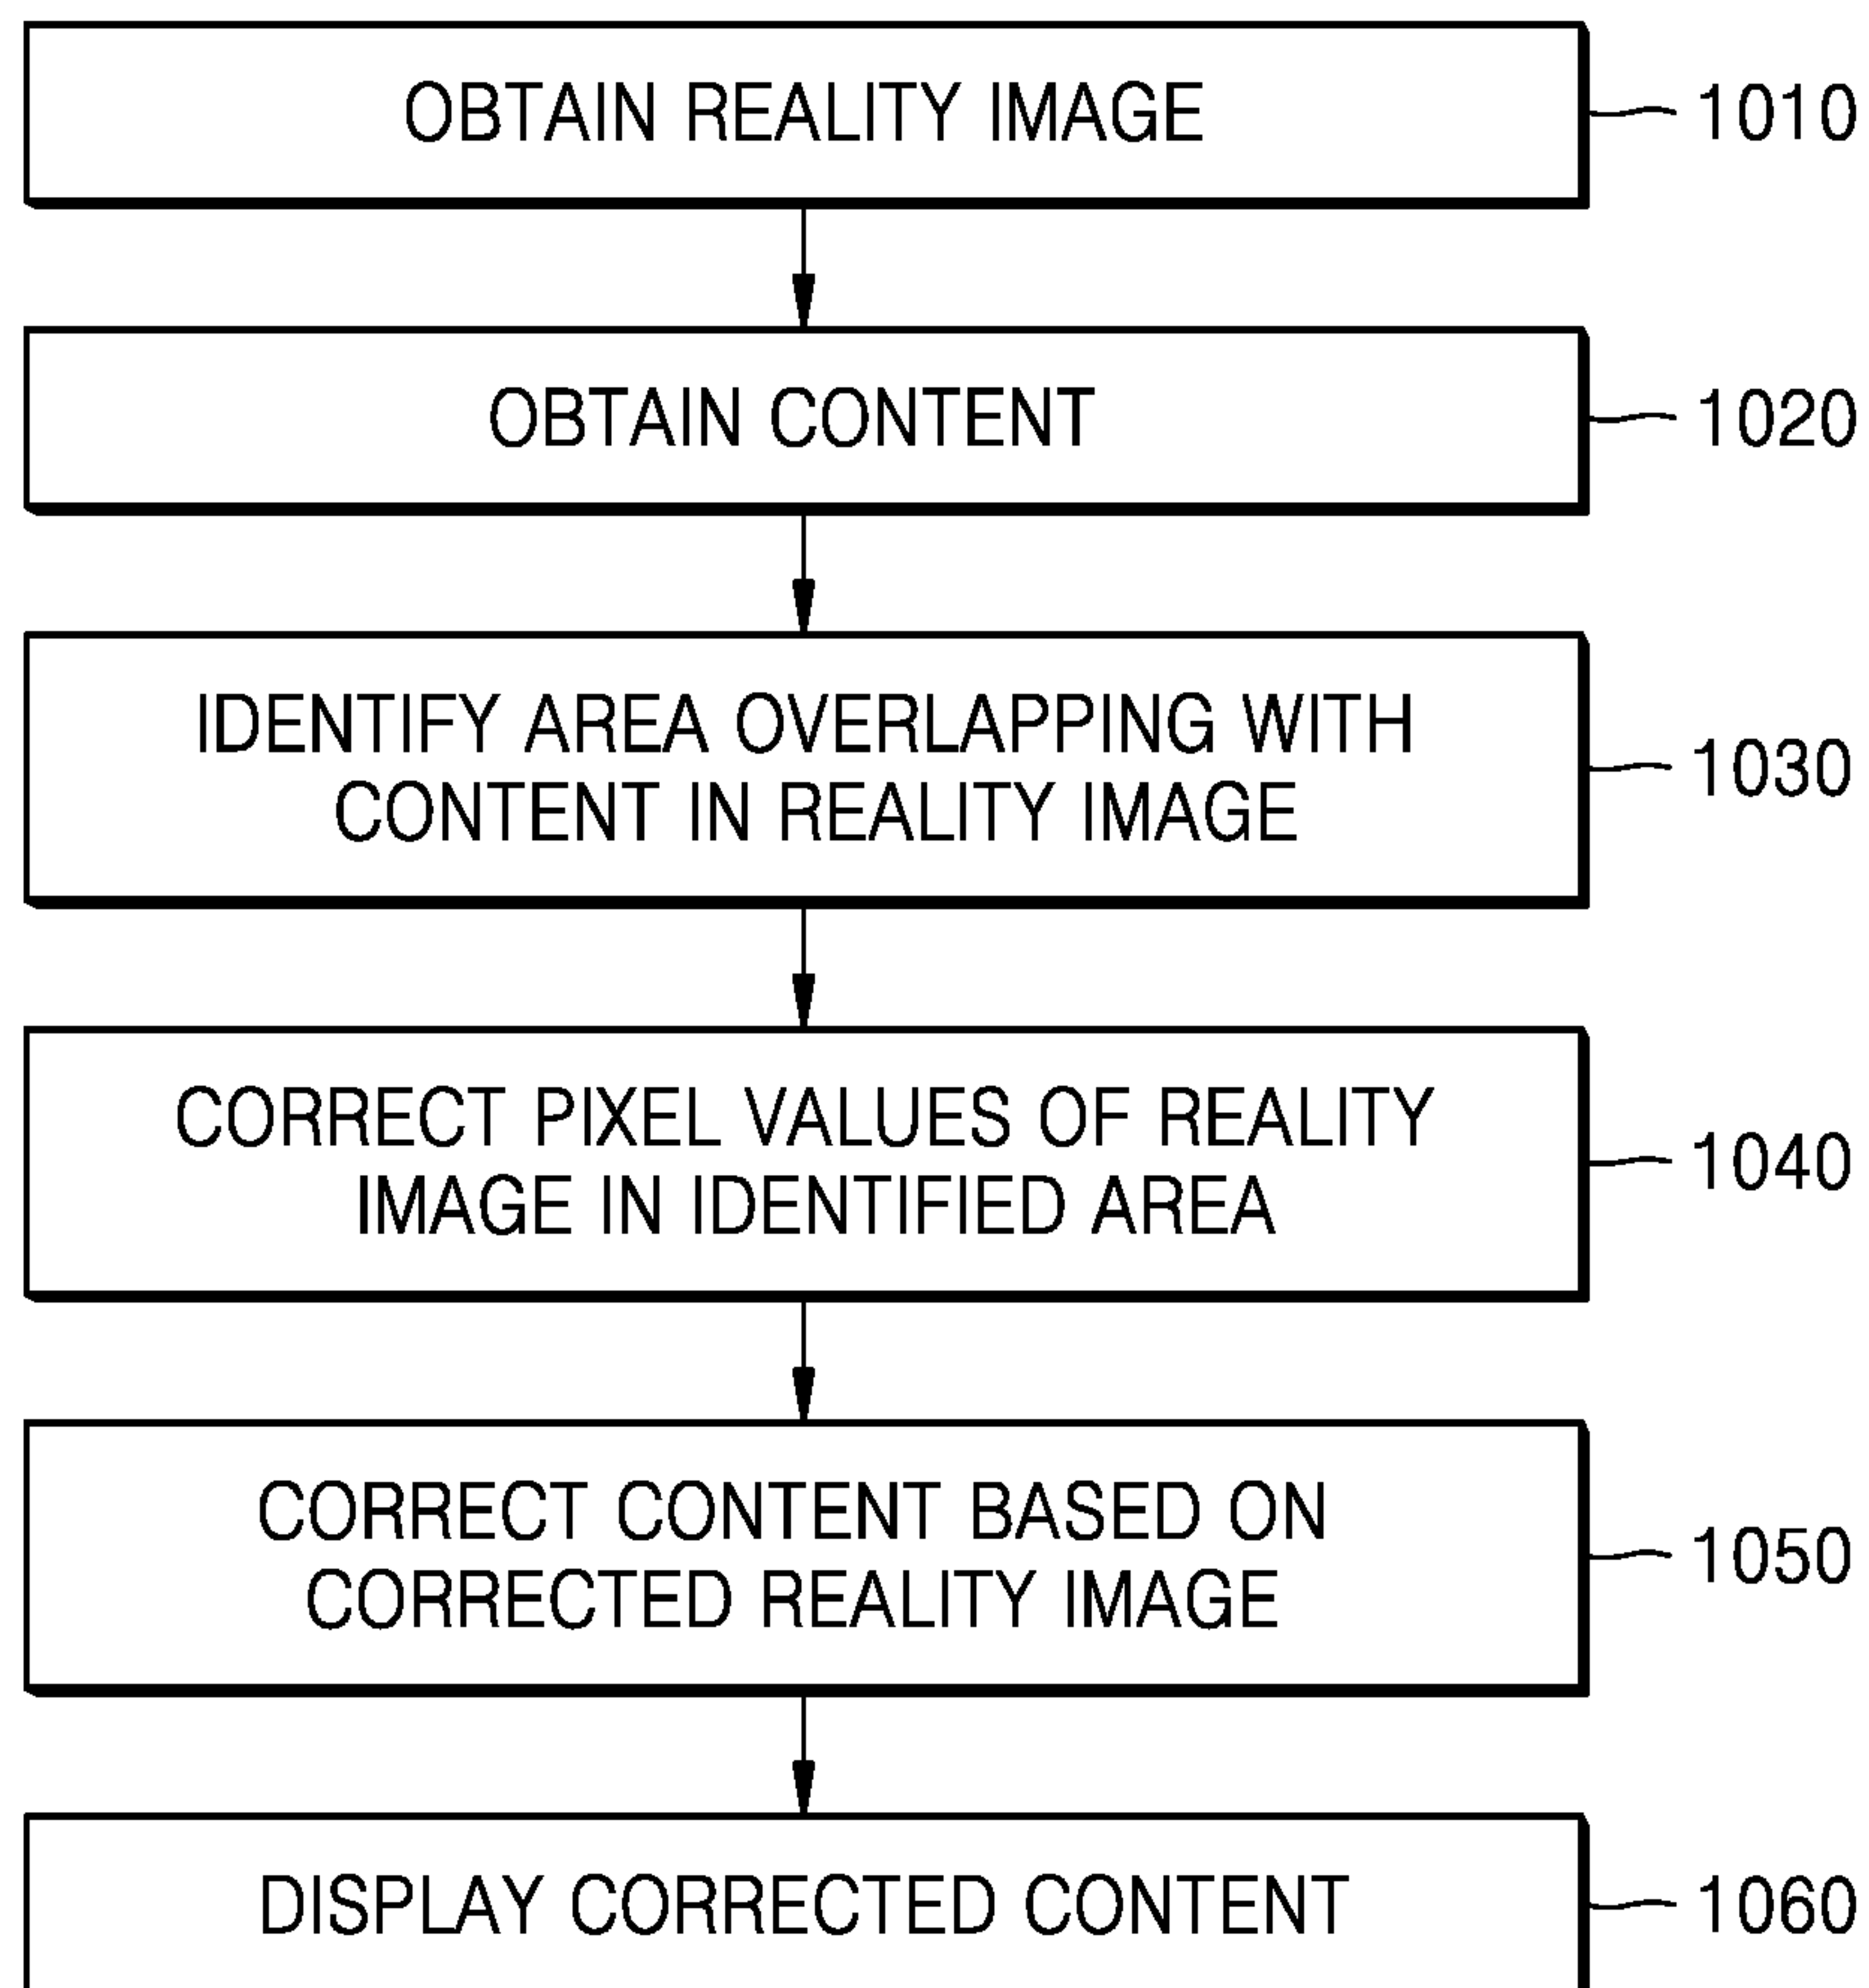 OBTAIN REALITY IMAGE
1010
OBTAIN CONTENT
1020
IDENTIFY AREA OVERLAPPING WITH
CONTENT IN REALITY IMAGE
1030
CORRECT PIXEL VALUES OF REALITY
IMAGE IN IDENTIFIED AREA
1040
CORRECT CONTENT BASED ON
CORRECTED REALITY IMAGE
1050
DISPLAY CORRECTED CONTENT
1060